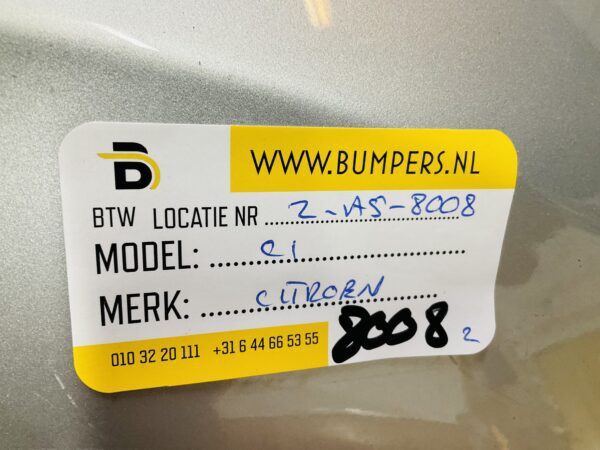 B
WWW.BUMPERS.NL
BTW LOCATIE NR 2-A5-8008
MODEL: C1
MERK: CITROEN
010 32 20 111 +31 6 44 66 53 55
8008 2